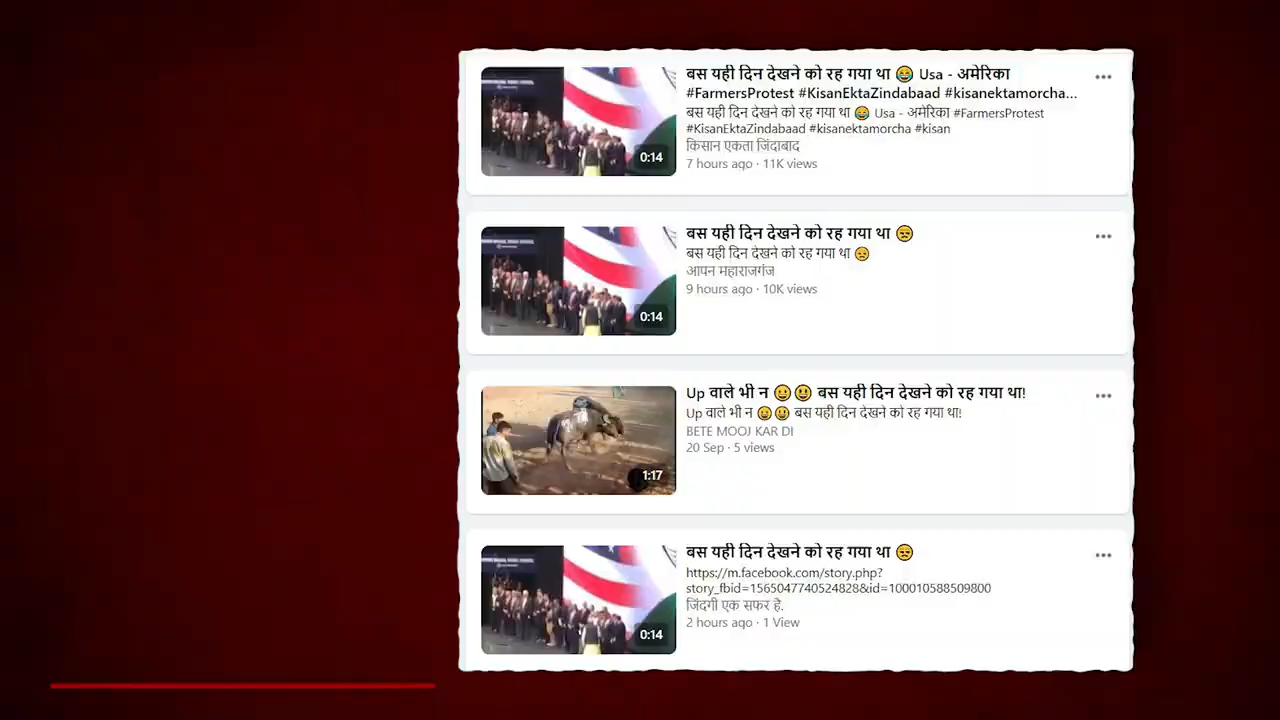 बस यही दिन देखने को रह गया था 😂 Usa - अमेरिका
#FarmersProtest #KisanEktaZindabaad #kisanektamorcha...
बस यही दिन देखने को रह गया था 😂 Usa - अमेरिका #FarmersProtest
#KisanEktaZindabaad #kisanektamorcha #kisan
किसान एकता जिंदाबाद
7 hours ago · 11K views
0:14
बस यही दिन देखने को रह गया था 😒
बस यही दिन देखने को रह गया था 😒
आपन महाराजगंज
9 hours ago · 10K views
0:14
Up वाले भी न 😀😃 बस यही दिन देखने को रह गया था!
Up वाले भी न 😀😃 बस यही दिन देखने को रह गया था!
BETE MOOJ KAR DI
20 Sep · 5 views
1:17
बस यही दिन देखने को रह गया था 😒
https://m.facebook.com/story.php?
story_fbid=1565047740524828&id=100010588509800
जिंदगी एक सफर है.
2 hours ago · 1 View
0:14